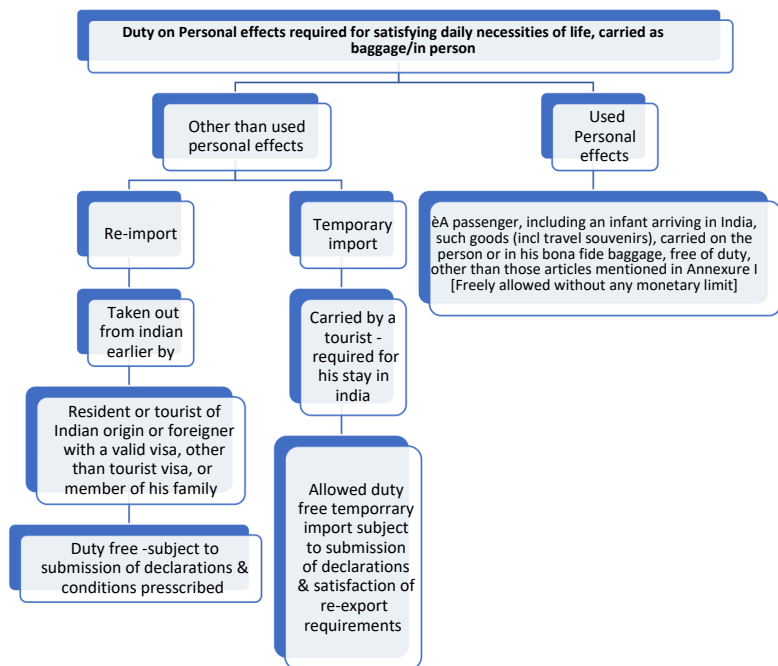 Duty on Personal effects required for satisfying daily necessities of life, carried as
baggage/in person
Other than used
personal effects
Used
Personal
effects
Re-import
Temporary
import
èA passenger, including an infant arriving in India,
such goods (incl travel souvenirs), carried on the
person or in his bona fide baggage, free of duty,
other than those articles mentioned in Annexure I
[Freely allowed without any monetary limit]
Taken out
from indian
earlier by
Carried by a
tourist -
required for
his stay in
india
Resident or tourist of
Indian origin or foreigner
with a valid visa, other
than tourist visa, or
member of his family
Allowed duty
free temporrary
import subject
to submission
of declarations
& satisfaction of
re-export
requirements
Duty free -subject to
submission of declarations &
conditions presscribed